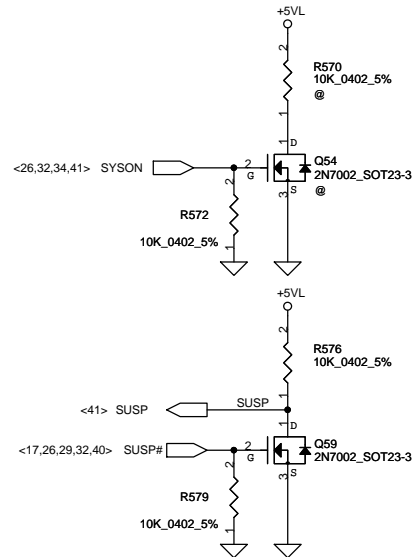 +5VL
2
R570
10K_0402_5%
@
1
1
D
<26,32,34,41> SYSON
2
G
Q54
2N7002_SOT23-3
@
3
S
2
R572
10K_0402_5%
1
+5VL
2
R576
10K_0402_5%
1
<41> SUSP
SUSP
1
D
<17,26,29,32,40> SUSP#
2
G
Q59
2N7002_SOT23-3
3
S
2
R579
10K_0402_5%
1